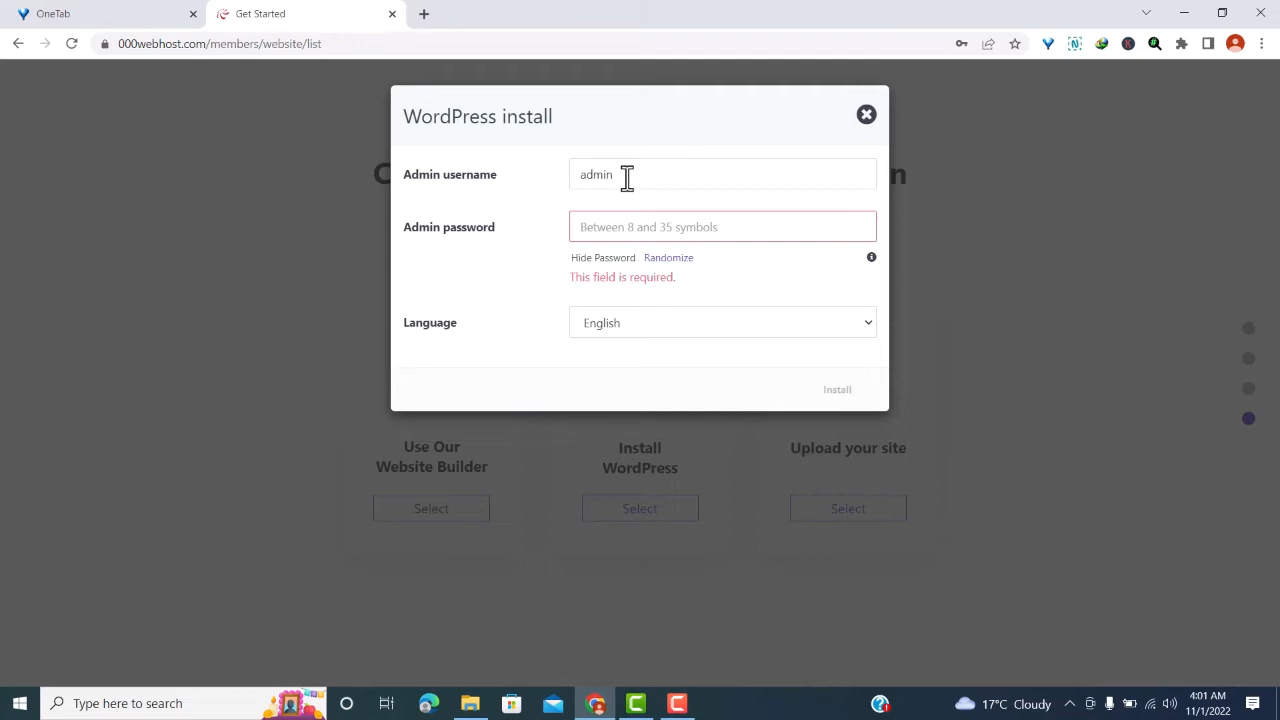 OneTab
Get Started
000webhost.com/members/website/list
WordPress install
Admin username
admin
Admin password
Between 8 and 35 symbols
Hide Password Randomize
This field is required.
Language
English
Install
Use Our
Website Builder
Select
Install
WordPress
Select
Upload your site
Select
Type here to search
17°C Cloudy
4:01 AM
11/1/2022